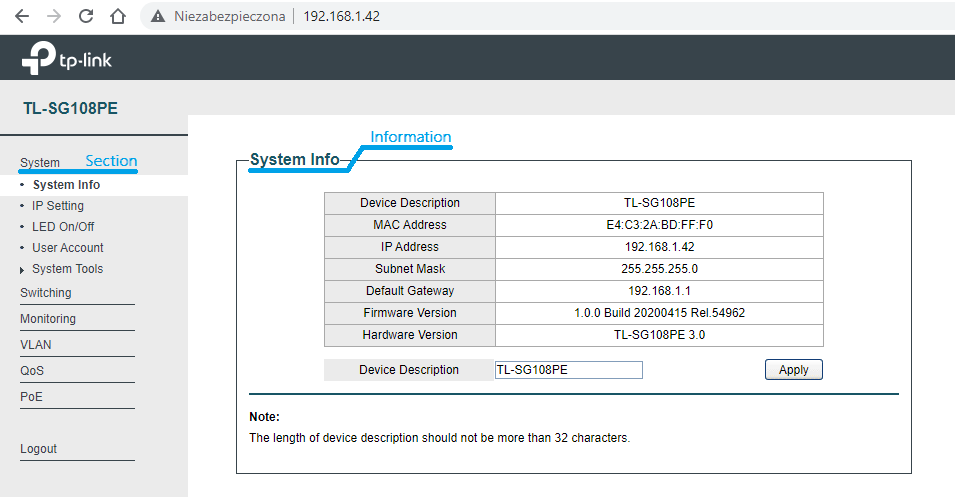 Niezabezpieczona 192.168.1.42
tp-link
TL-SG108PE
System Section
System Info
IP Setting
LED On/Off
User Account
System Tools
Switching
Monitoring
VLAN
QoS
PoE
Logout
Information
System Info
Device Description TL-SG108PE
MAC Address E4:C3:2A:BD:FF:F0
IP Address 192.168.1.42
Subnet Mask 255.255.255.0
Default Gateway 192.168.1.1
Firmware Version 1.0.0 Build 20200415 Rel.54962
Hardware Version TL-SG108PE 3.0
Device Description TL-SG108PE Apply
Note:
The length of device description should not be more than 32 characters.